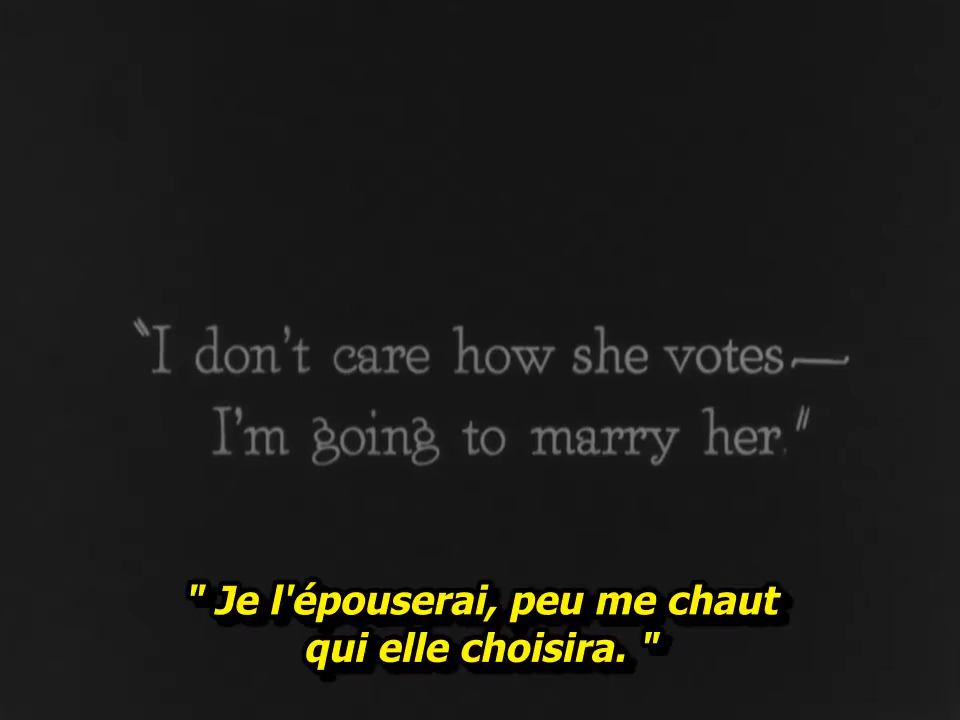 "I don't care how she votes—
I'm going to marry her."
" Je l'épouserai, peu me chaut
qui elle choisira. "